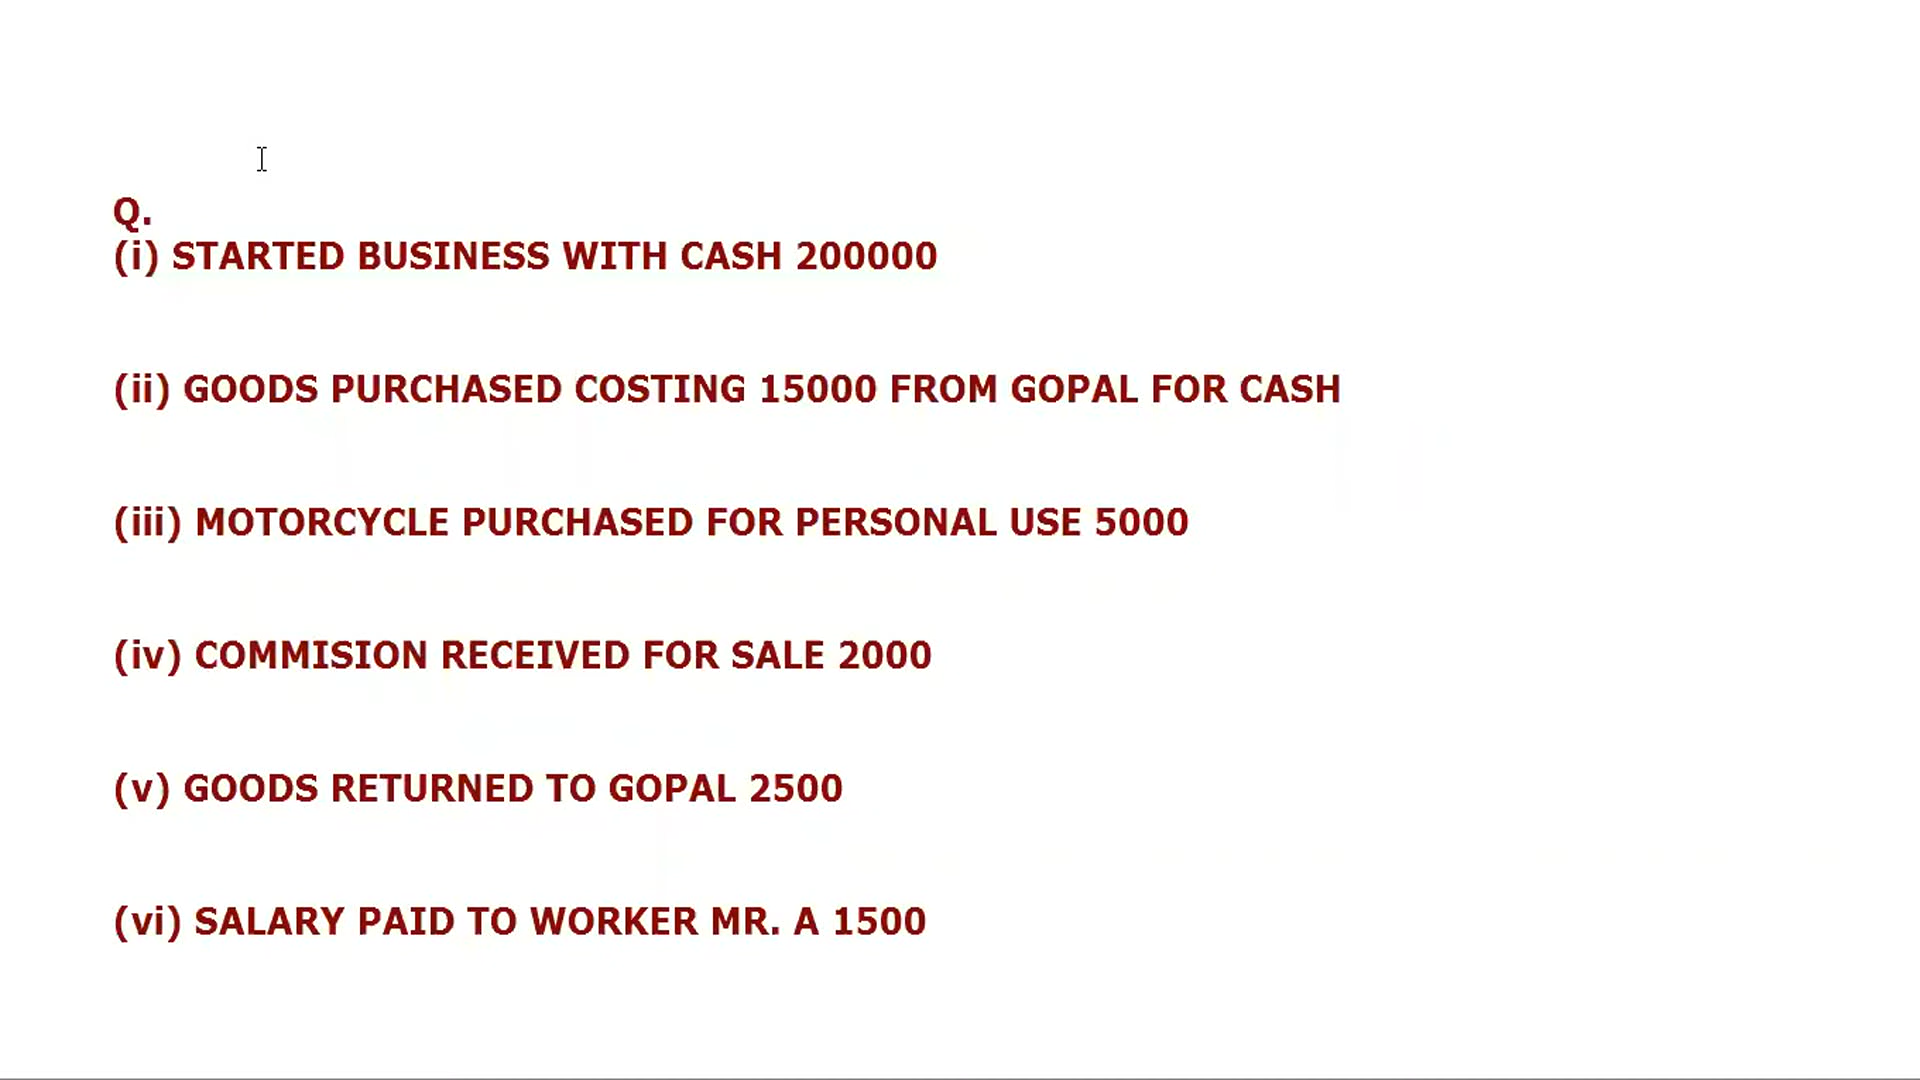 Q.
(i) STARTED BUSINESS WITH CASH 200000
(ii) GOODS PURCHASED COSTING 15000 FROM GOPAL FOR CASH
(iii) MOTORCYCLE PURCHASED FOR PERSONAL USE 5000
(iv) COMMISION RECEIVED FOR SALE 2000
(v) GOODS RETURNED TO GOPAL 2500
(vi) SALARY PAID TO WORKER MR. A 1500